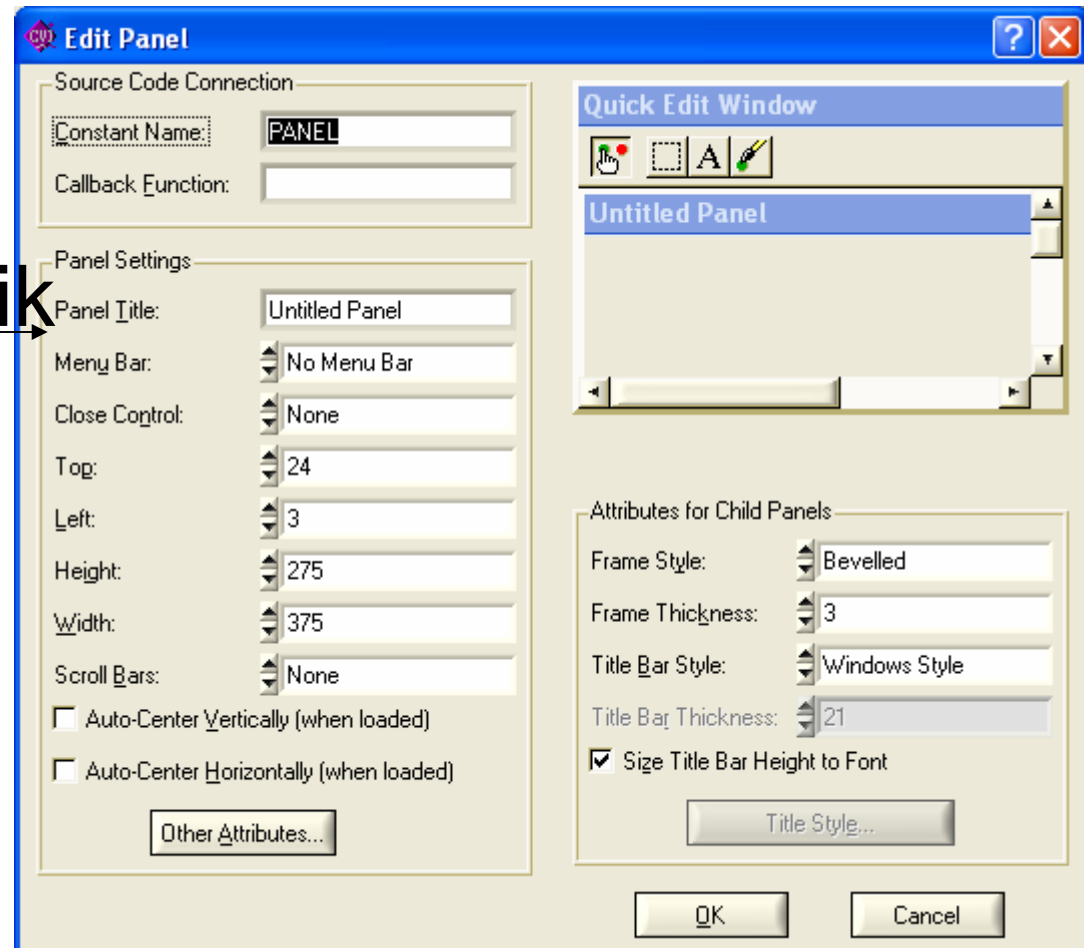 CVI Edit Panel
Source Code Connection
Constant Name: PANEL
Callback Function:
Panel Settings
ik
Panel Title: Untitled Panel
Menu Bar: No Menu Bar
Close Control: None
Top: 24
Left: 3
Height: 275
Width: 375
Scroll Bars: None
Auto-Center Vertically (when loaded)
Auto-Center Horizontally (when loaded)
Other Attributes...
Quick Edit Window
A
Untitled Panel
Attributes for Child Panels
Frame Style: Bevelled
Frame Thickness: 3
Title Bar Style: Windows Style
Title Bar Thickness: 21
Size Title Bar Height to Font
Title Style...
OK
Cancel